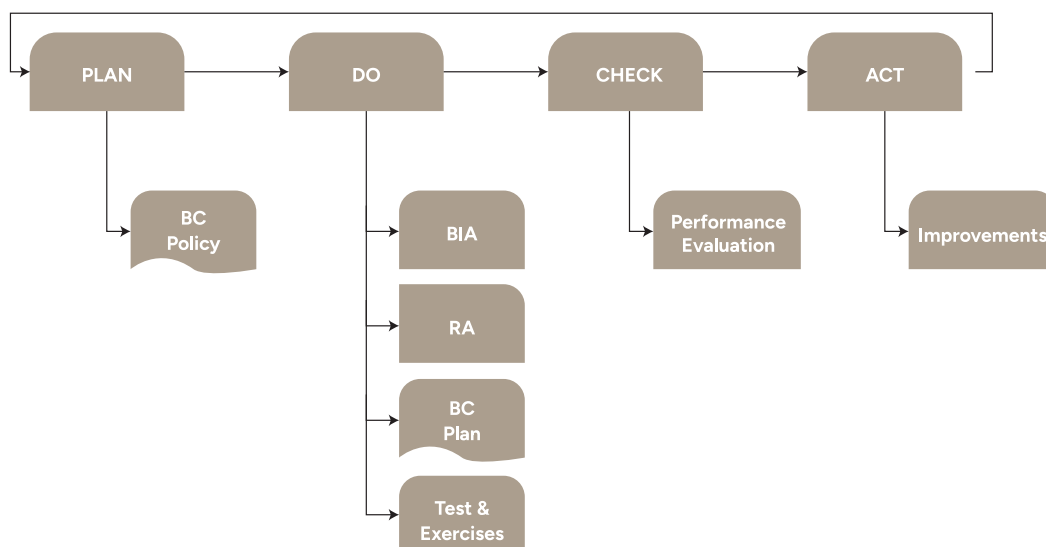 PLAN
DO
CHECK
ACT
BC
Policy
BIA
Performance
Evaluation
Improvements
RA
BC
Plan
Test &
Exercises